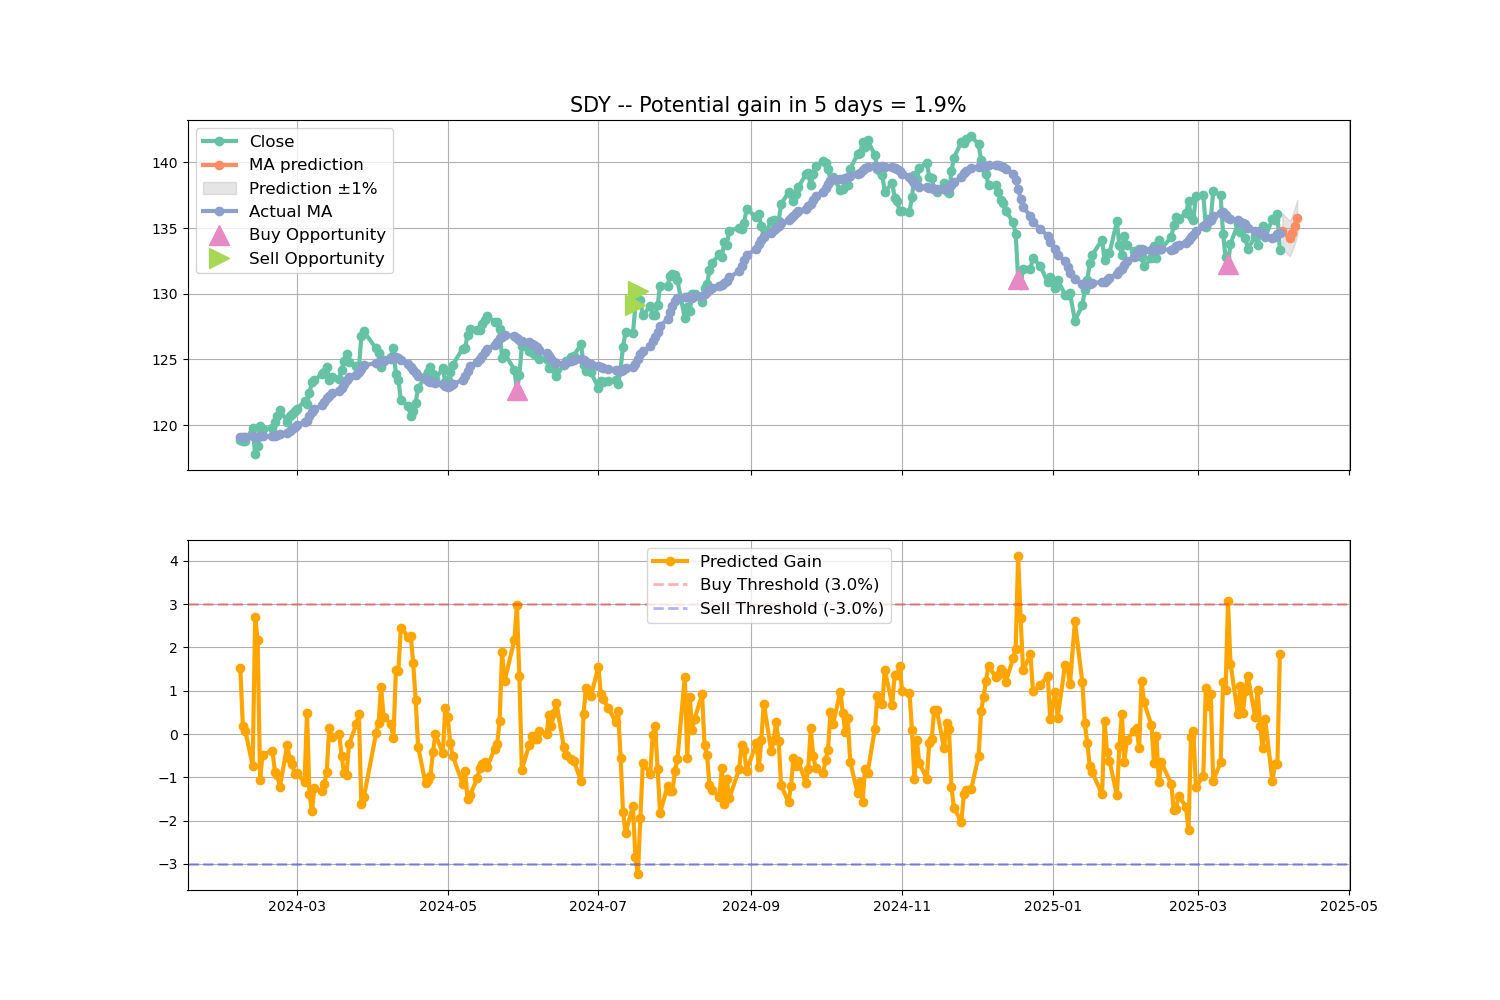 SDY -- Potential gain in 5 days = 1.9%
Close
MA prediction
Prediction ±1%
Actual MA
Buy Opportunity
Sell Opportunity
140
135
130
125
120
Predicted Gain
Buy Threshold (3.0%)
Sell Threshold (-3.0%)
4
3
2
1
0
−1
−2
−3
2024-03 2024-05 2024-07 2024-09 2024-11 2025-01 2025-03 2025-05